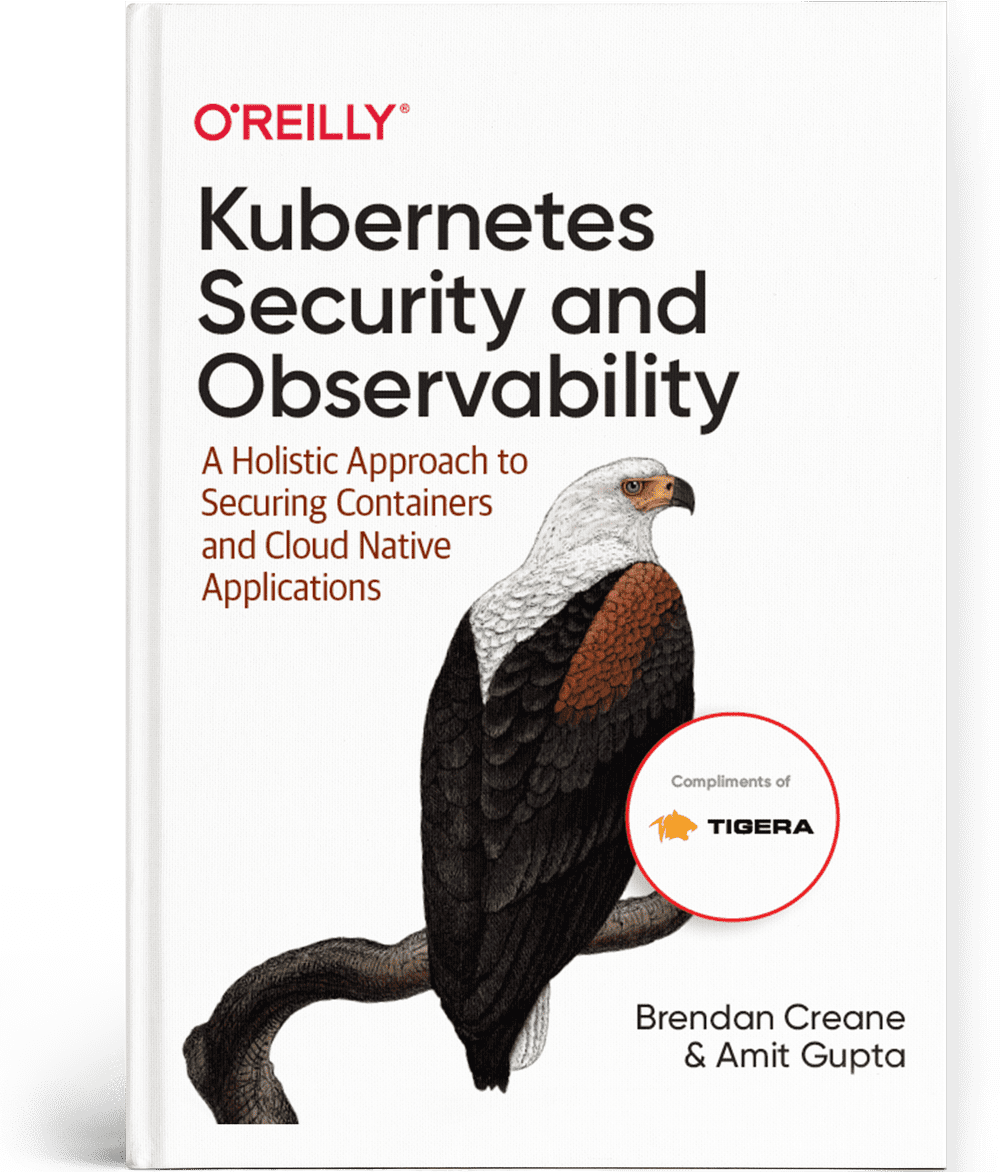 O'REILLY®
Kubernetes
Security and
Observability
A Holistic Approach to
Securing Containers
and Cloud Native
Applications
Compliments of
TIGERA
Brendan Creane
& Amit Gupta